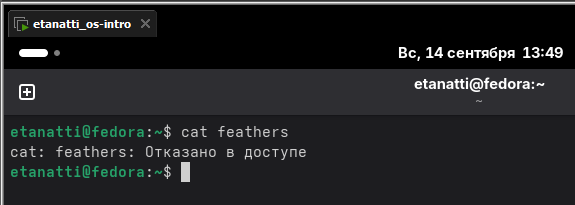 etanatti_os-intro
Вс, 14 сентября 13:49
etanatti@fedora:~
~
etanatti@fedora:~$ cat feathers
cat: feathers: Отказано в доступе
etanatti@fedora:~$